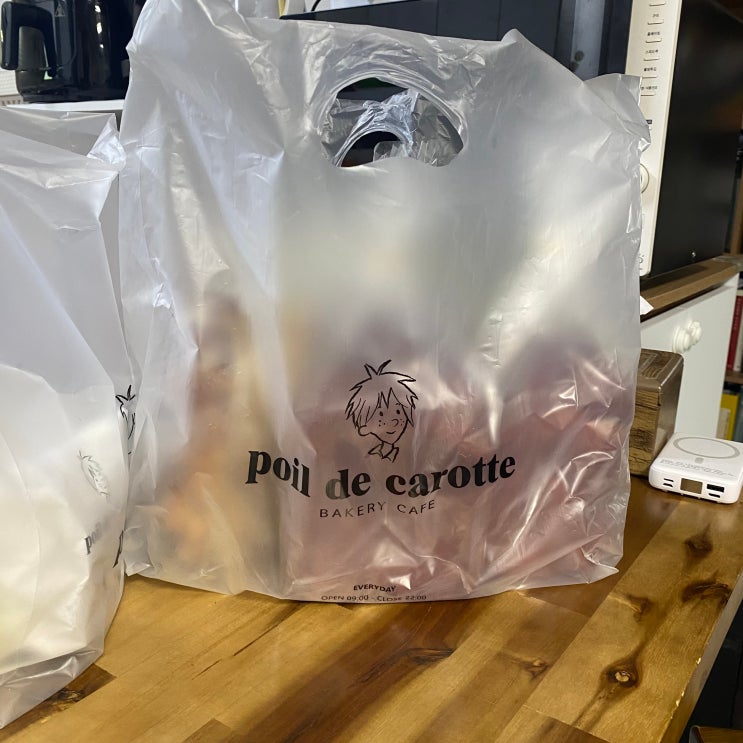 poil de carotte
BAKERY CAFE
EVERYDAY
OPEN 09:00 - CLOSE 22:00